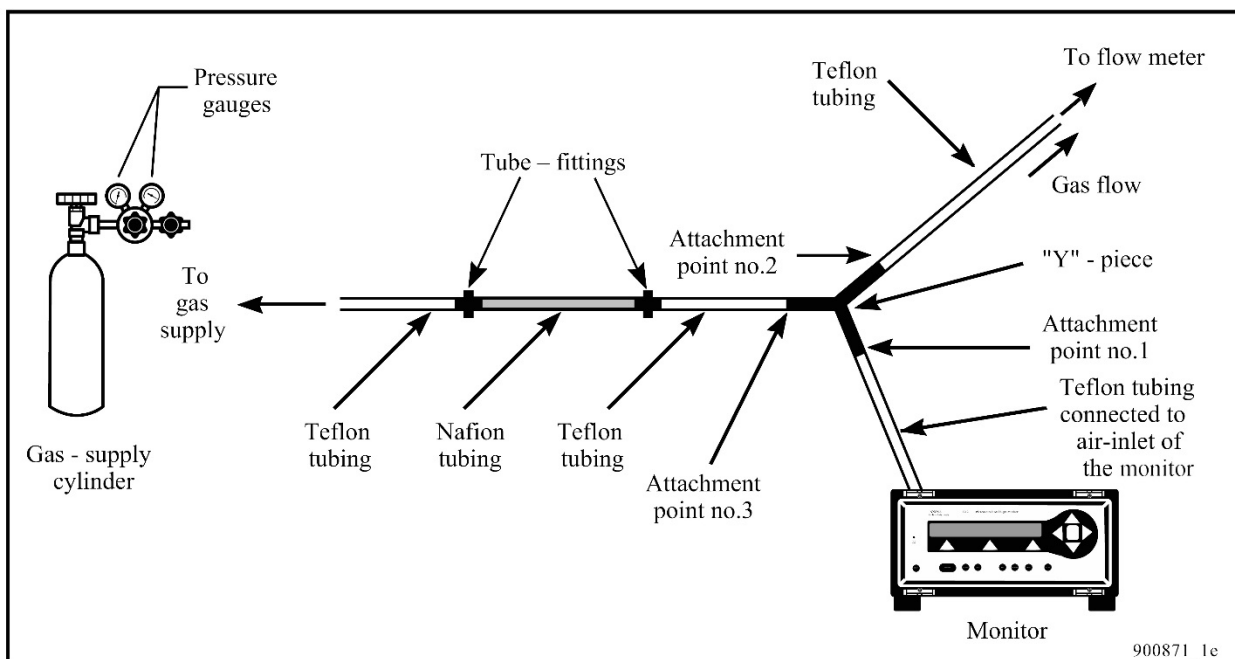 Pressure
gauges
To
gas
supply
Gas - supply
cylinder
Tube – fittings
Teflon
tubing
Nafion
tubing
Teflon
tubing
Attachment
point no.3
Attachment
point no.2
Teflon
tubing
To flow meter
Gas flow
"Y" - piece
Attachment
point no.1
Teflon tubing
connected to
air-inlet of
the monitor
Monitor
900871_1e